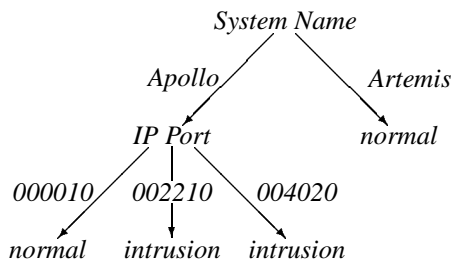 System Name
Apollo Artemis
IP Port normal
000010 002210 004020
normal intrusion intrusion